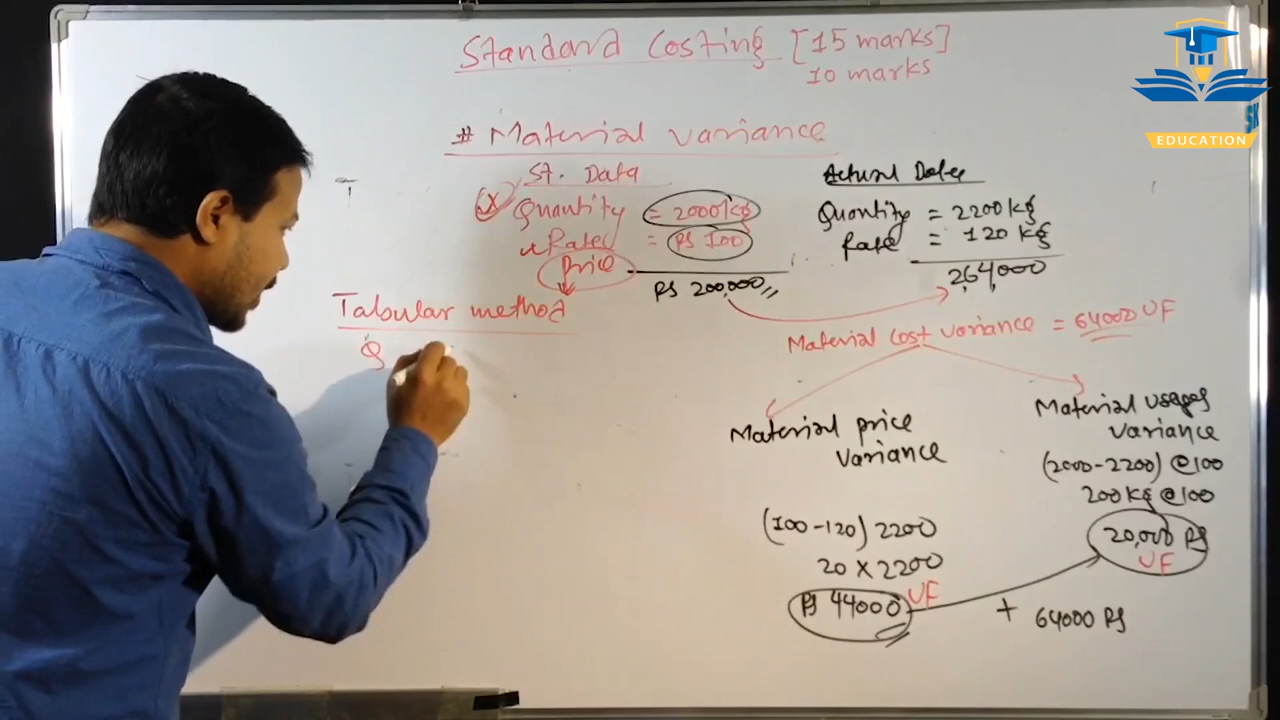 Standard Costing [15 marks]
10 marks
# Material variance
St. Data
(x) Quantity = 2000 kg
Rate = Rs 100
Price
Rs 200,000
Actual Data
Quantity = 2200 kg
Rate = 120 kg
264,000
Material cost variance = 64000 UF
Tabular method
Q
Material price
variance
(100-120) 2200
20 x 2200
Rs 44000 UF
Material usages
variance
(2000-2200) @100
200 kg @100
20,000 Rs
UF
+ 64000 Rs
SK
EDUCATION